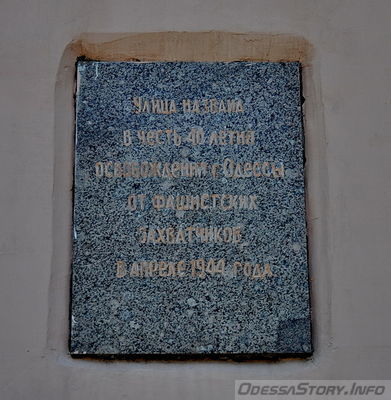 Улица названа
в честь 40 летия
освобождения г. Одессы
от фашистских
захватчиков
в апреле 1944 года
OdessaStory.Info